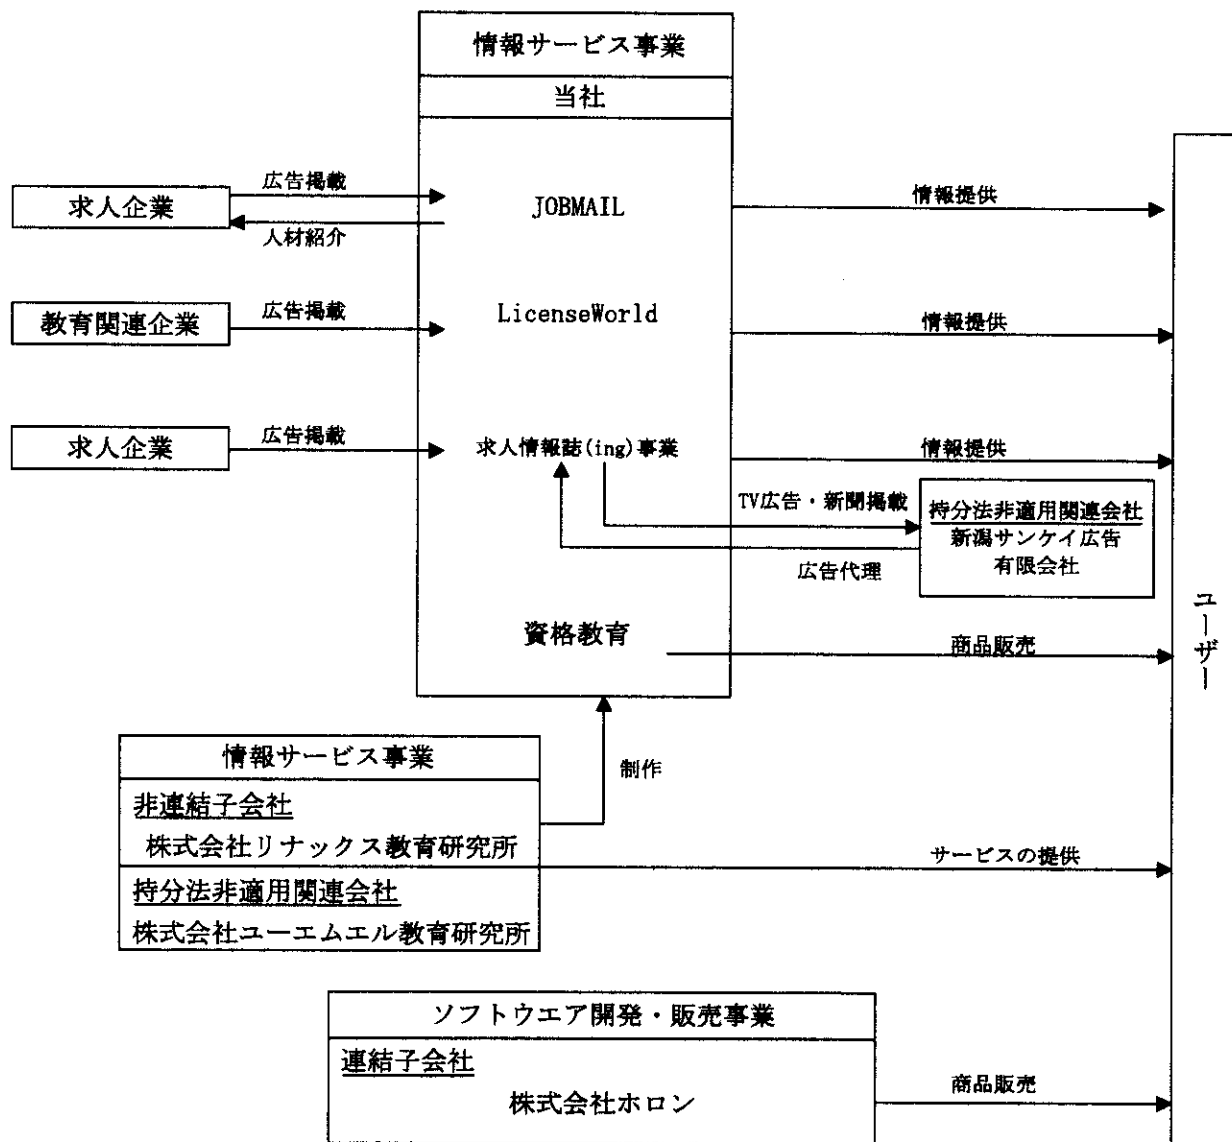 情報サービス事業
当社
求人企業
広告掲載
人材紹介
JOBMAIL
情報提供
教育関連企業
広告掲載
LicenseWorld
情報提供
求人企業
広告掲載
求人情報誌(ing)事業
情報提供
TV広告・新聞掲載
広告代理
持分法非適用関連会社
新潟サンケイ広告
有限会社
資格教育
商品販売
ユーザー
制作
情報サービス事業
非連結子会社
株式会社リナックス教育研究所
サービスの提供
持分法非適用関連会社
株式会社ユーエムエル教育研究所
ソフトウエア開発・販売事業
連結子会社
株式会社ホロン
商品販売